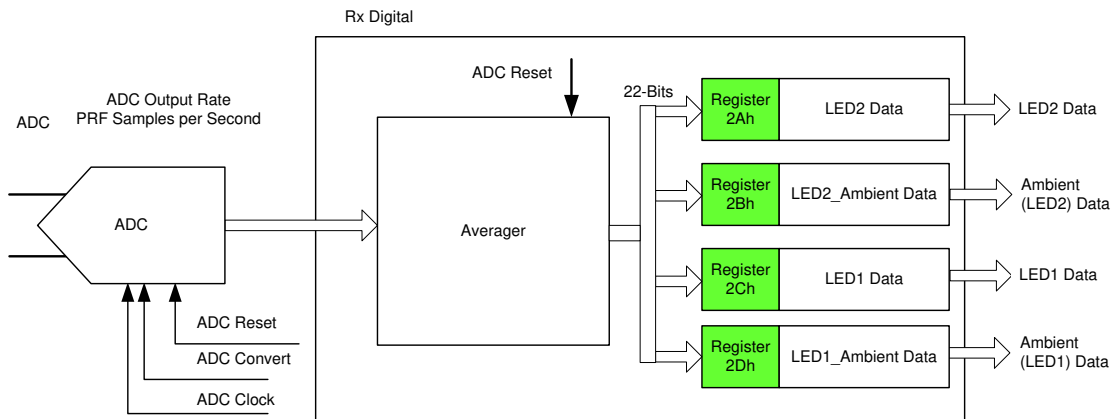 Rx Digital
ADC Output Rate
PRF Samples per Second
ADC
ADC
ADC Reset
ADC Convert
ADC Clock
ADC Reset
Averager
22-Bits
Register
2Ah
LED2 Data
LED2 Data
Register
2Bh
LED2_Ambient Data
Ambient
(LED2) Data
Register
2Ch
LED1 Data
LED1 Data
Register
2Dh
LED1_Ambient Data
Ambient
(LED1) Data